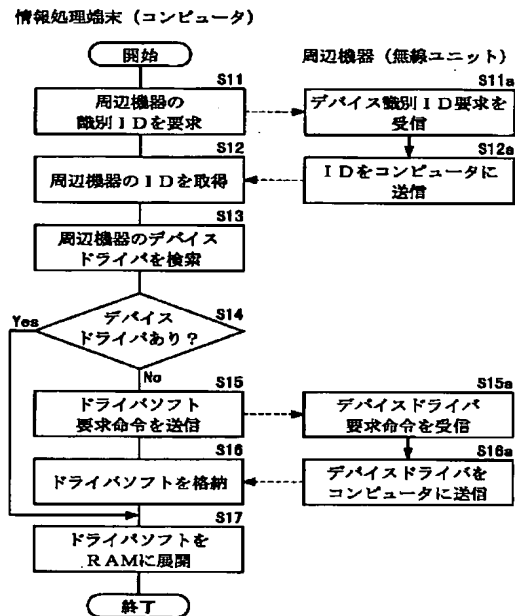 情報処理端末（コンピュータ）
開始
周辺機器（無線ユニット）
S11
周辺機器の
識別IDを要求
S11a
デバイス識別ID要求を
受信
S12
周辺機器のIDを取得
S12a
IDをコンピュータに
送信
S13
周辺機器のデバイス
ドライバを検索
S14
デバイス
ドライバあり？
Yes
No
S15
ドライバソフト
要求命令を送信
S15a
デバイスドライバ
要求命令を受信
S16
ドライバソフトを格納
S16a
デバイスドライバを
コンピュータに送信
S17
ドライバソフトを
RAMに展開
終了